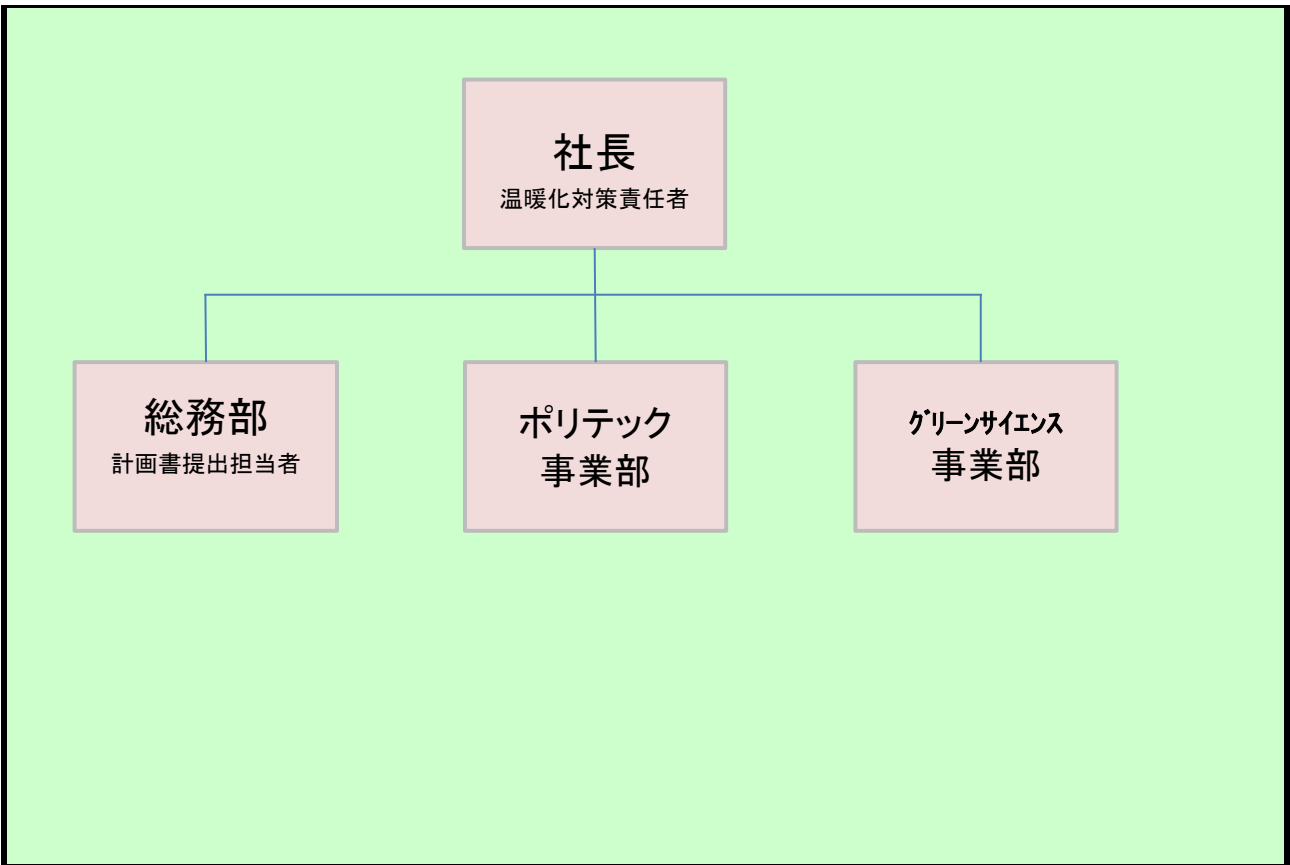 社長
温暖化対策責任者
総務部
計画書提出担当者
ポリテック
事業部
グリーンサイエンス
事業部